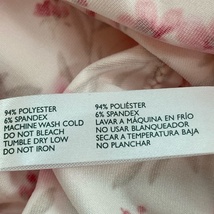 94% POLYESTER
6% SPANDEX
MACHINE WASH COLD
DO NOT BLEACH
TUMBLE DRY LOW
DO NOT IRON
94% POLIÉSTER
6% SPANDEX
LAVAR A MÁQUINA EN FRÍO
NO USAR BLANQUEADOR
SECAR A TEMPERATURA BAJA
NO PLANCHAR